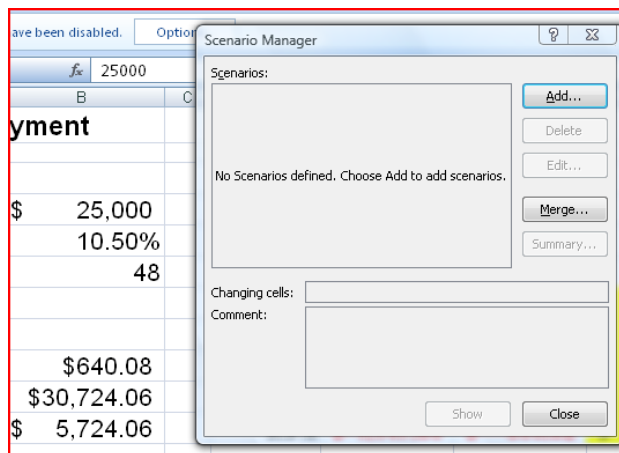 ave been disabled.
Option
Scenario Manager
fx 25000
B
C
yment
$ 25,000
10.50%
48
$640.08
$30,724.06
$ 5,724.06
Scenarios:
No Scenarios defined. Choose Add to add scenarios.
Add...
Delete
Edit...
Merge...
Summary...
Changing cells:
Comment:
Show
Close